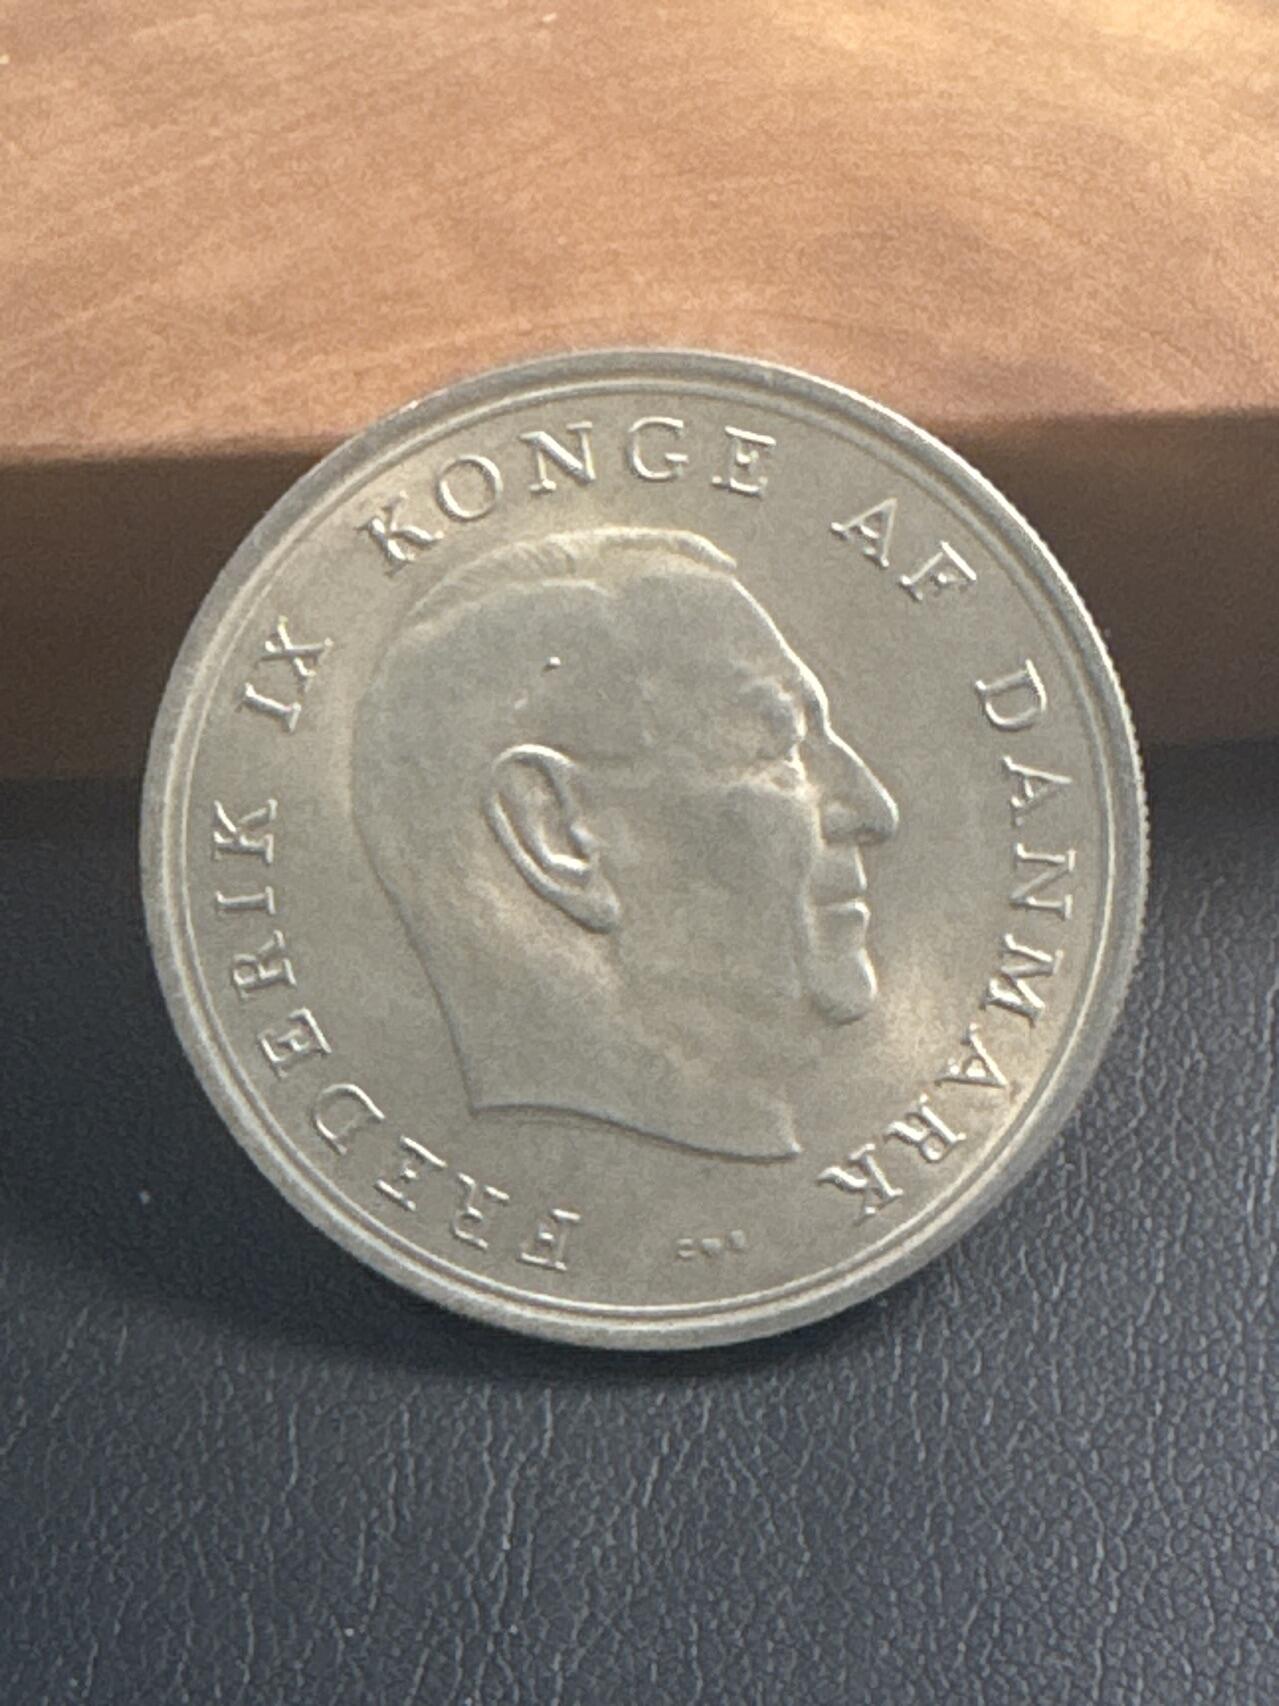 FREDERIK IX KONGE AF DANMARK